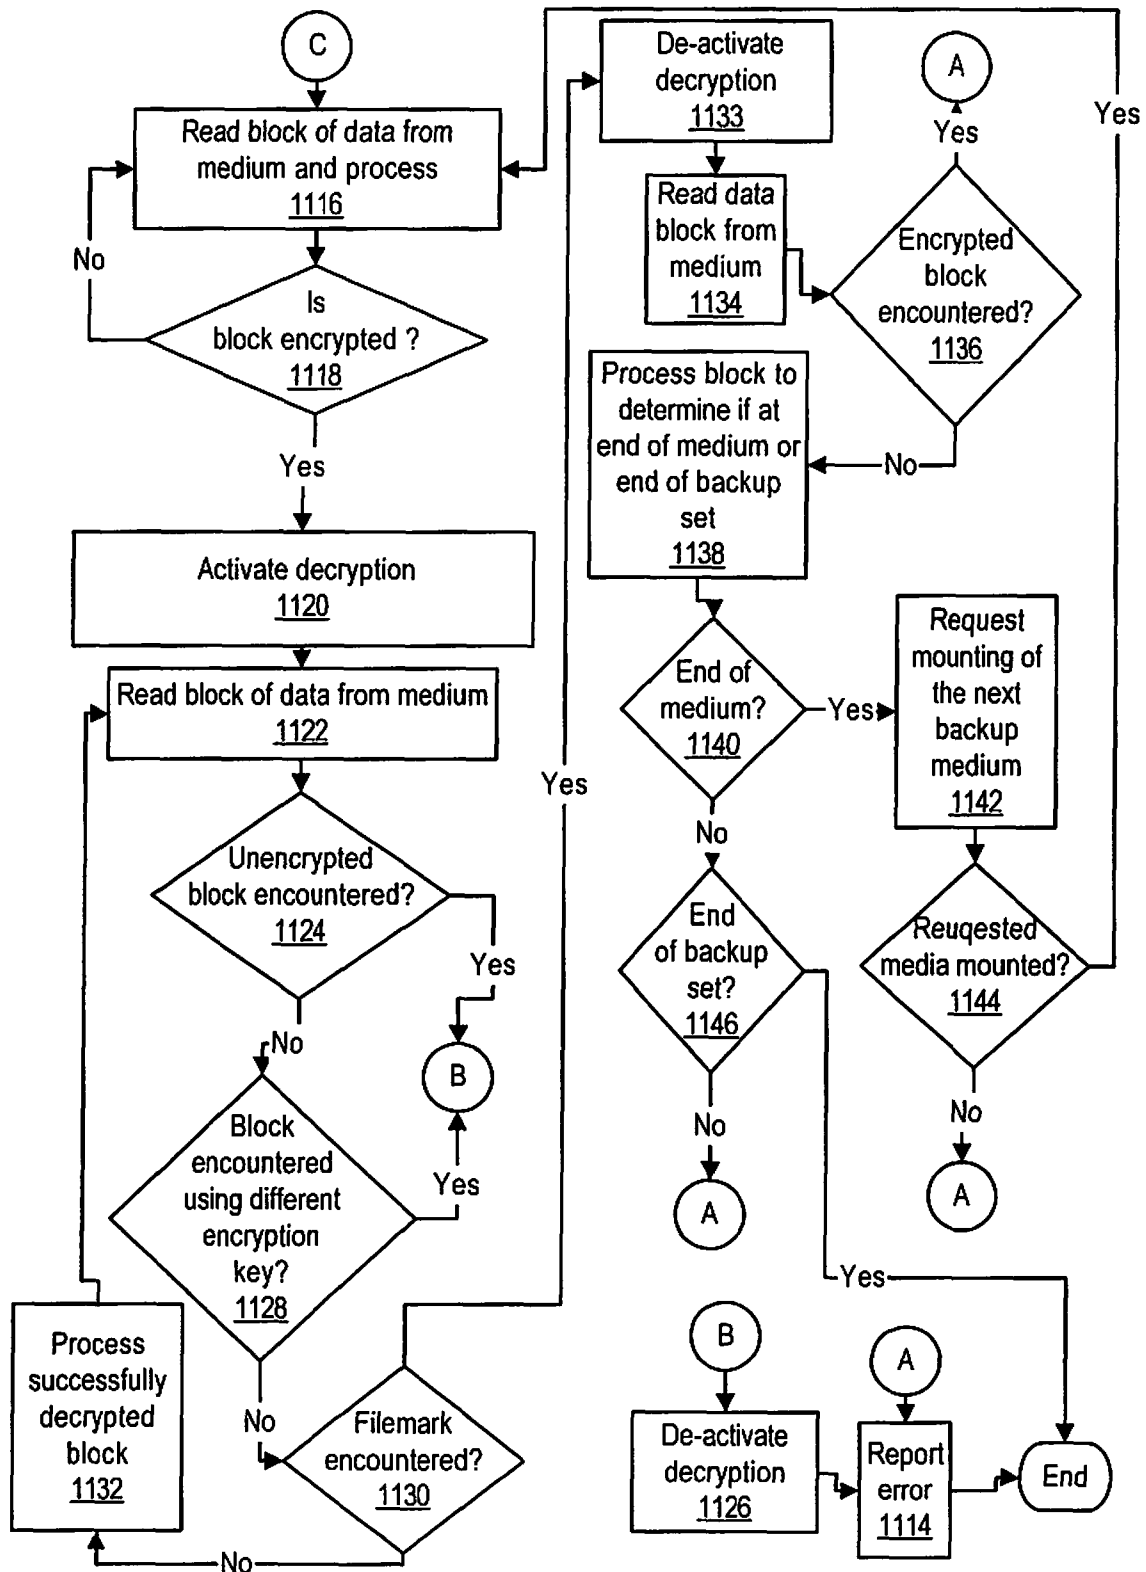 C
Read block of data from
medium and process
1116
No
Is
block encrypted ?
1118
Yes
Activate decryption
1120
Read block of data from medium
1122
Unencrypted
block encountered?
1124
Yes
No
B
Block
encountered
using different
encryption
key?
1128
Yes
No
Filemark
encountered?
1130
Yes
No
Process
successfully
decrypted
block
1132
De-activate
decryption
1133
Read data
block from
medium
1134
Encrypted
block
encountered?
1136
Yes
A
No
Process block to
determine if at
end of medium or
end of backup
set
1138
End of
medium?
1140
Yes
No
Request
mounting of
the next
backup
medium
1142
Reuqested
media mounted?
1144
Yes
No
A
End
of backup
set?
1146
No
A
Yes
B
De-activate
decryption
1126
A
Report
error
1114
End